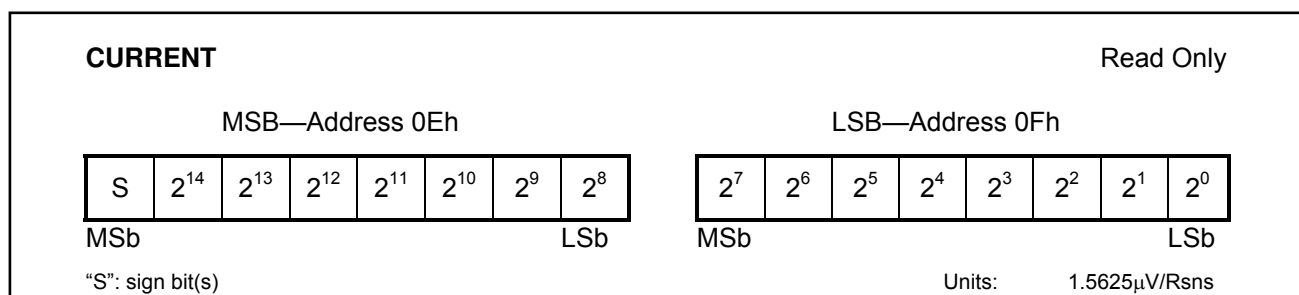 CURRENT Read Only
MSB—Address 0Eh LSB—Address 0Fh
S 2^14 2^13 2^12 2^11 2^10 2^9 2^8 2^7 2^6 2^5 2^4 2^3 2^2 2^1 2^0
MSb LSb MSb LSb
“S”: sign bit(s) Units: 1.5625μV/Rsns